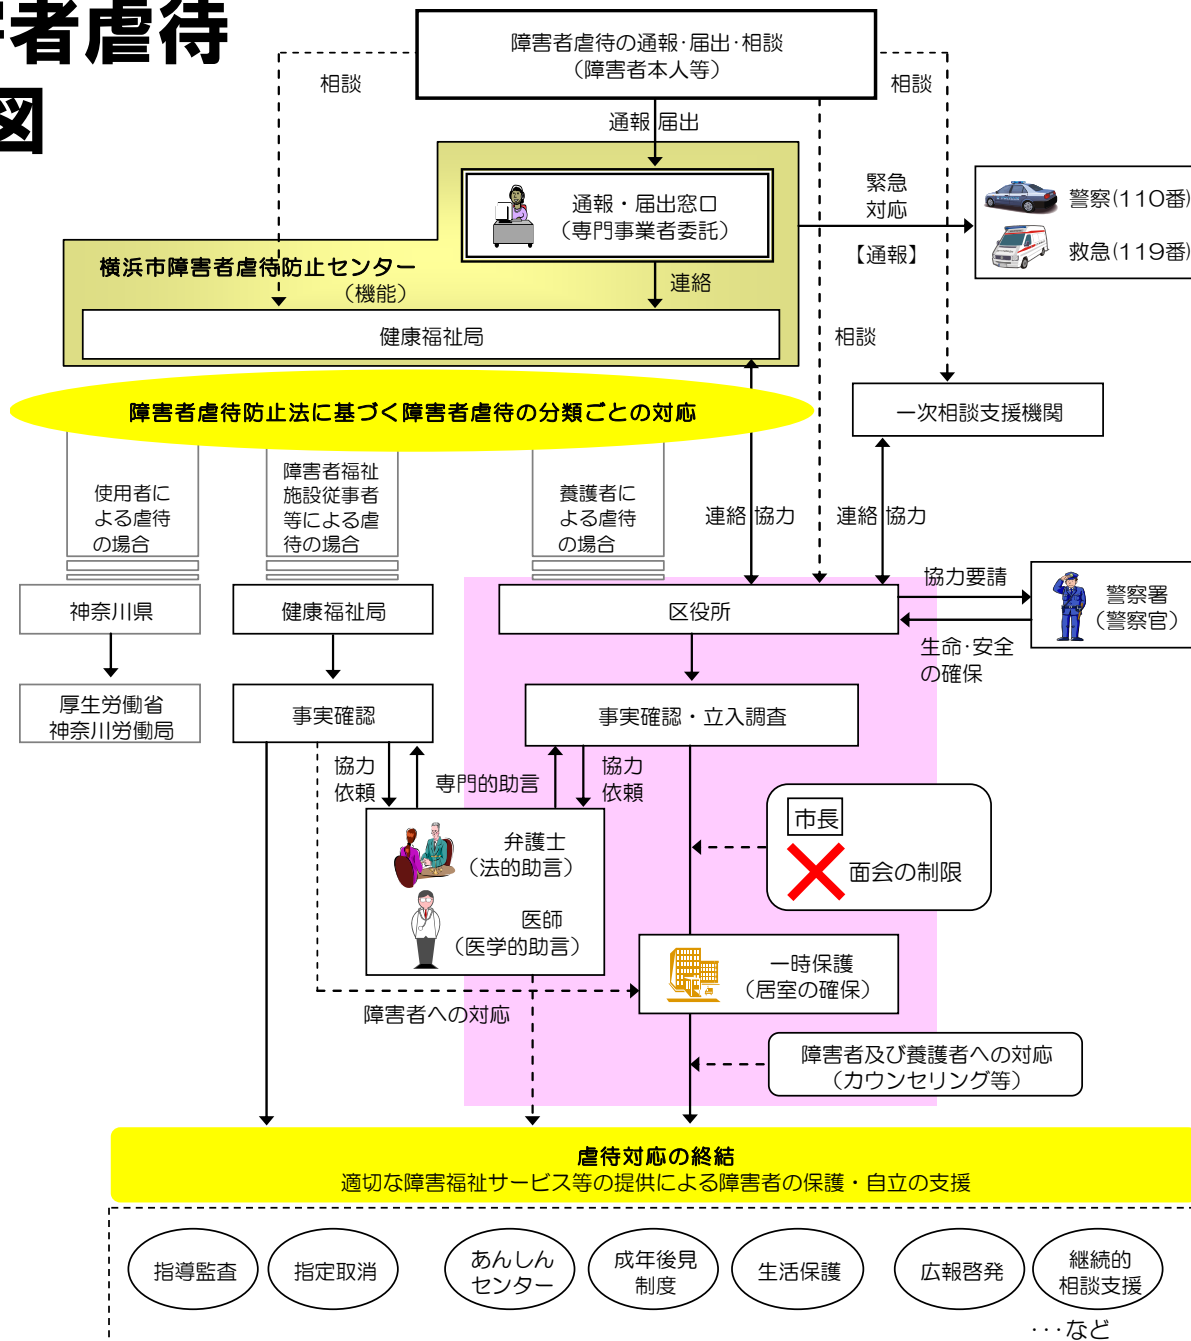 者虐待
図
障害者虐待の通報・届出・相談
（障害者本人等）
相談
相談
通報 届出
通報・届出窓口
（専門事業者委託）
緊急
対応
【通報】
警察(110番)
救急(119番)
横浜市障害者虐待防止センター
（機能）
連絡
健康福祉局
相談
障害者虐待防止法に基づく障害者虐待の分類ごとの対応
一次相談支援機関
使用者に
よる虐待
の場合
障害者福祉
施設従事者
等による虐
待の場合
養護者に
よる虐待
の場合
連絡 協力
連絡 協力
神奈川県
健康福祉局
区役所
協力要請
生命・安全
の確保
警察署
（警察官）
厚生労働省
神奈川労働局
事実確認
事実確認・立入調査
協力
依頼
専門的助言
協力
依頼
弁護士
（法的助言）
医師
（医学的助言）
市長
面会の制限
一時保護
（居室の確保）
障害者への対応
障害者及び養護者への対応
（カウンセリング等）
虐待対応の終結
適切な障害福祉サービス等の提供による障害者の保護・自立の支援
指導監査
指定取消
あんしん
センター
成年後見
制度
生活保護
広報啓発
継続的
相談支援
・・・など